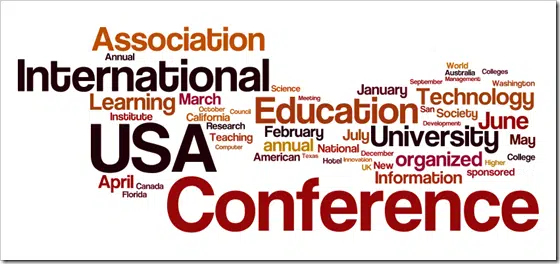 Association
Annual
International
World
Australia
Colleges
September
Management
Washington
Science
January
Technology
Learning
March
Meeting
Institute
October
Council
California
Education
San
Society
June
Research
Development
Teaching
Computer
February
July
University
May
USA
annual
National
American
Texas
December
organized
College
Hotel
Innovation
New
Higher
UK
sponsored
April
Canada
Florida
Information
Conference